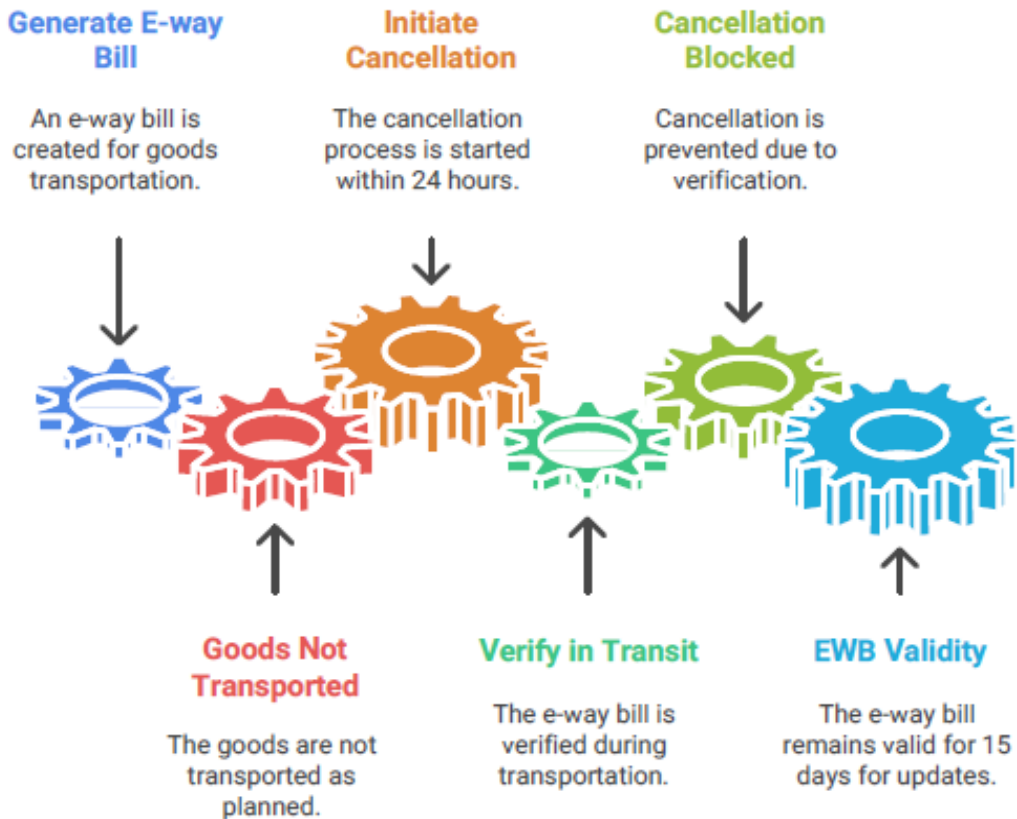 Generate E-way
Bill
An e-way bill is
created for goods
transportation.
Initiate
Cancellation
The cancellation
process is started
within 24 hours.
Cancellation
Blocked
Cancellation is
prevented due to
verification.
Goods Not
Transported
The goods are not
transported as
planned.
Verify in Transit
The e-way bill is
verified during
transportation.
EWB Validity
The e-way bill
remains valid for 15
days for updates.